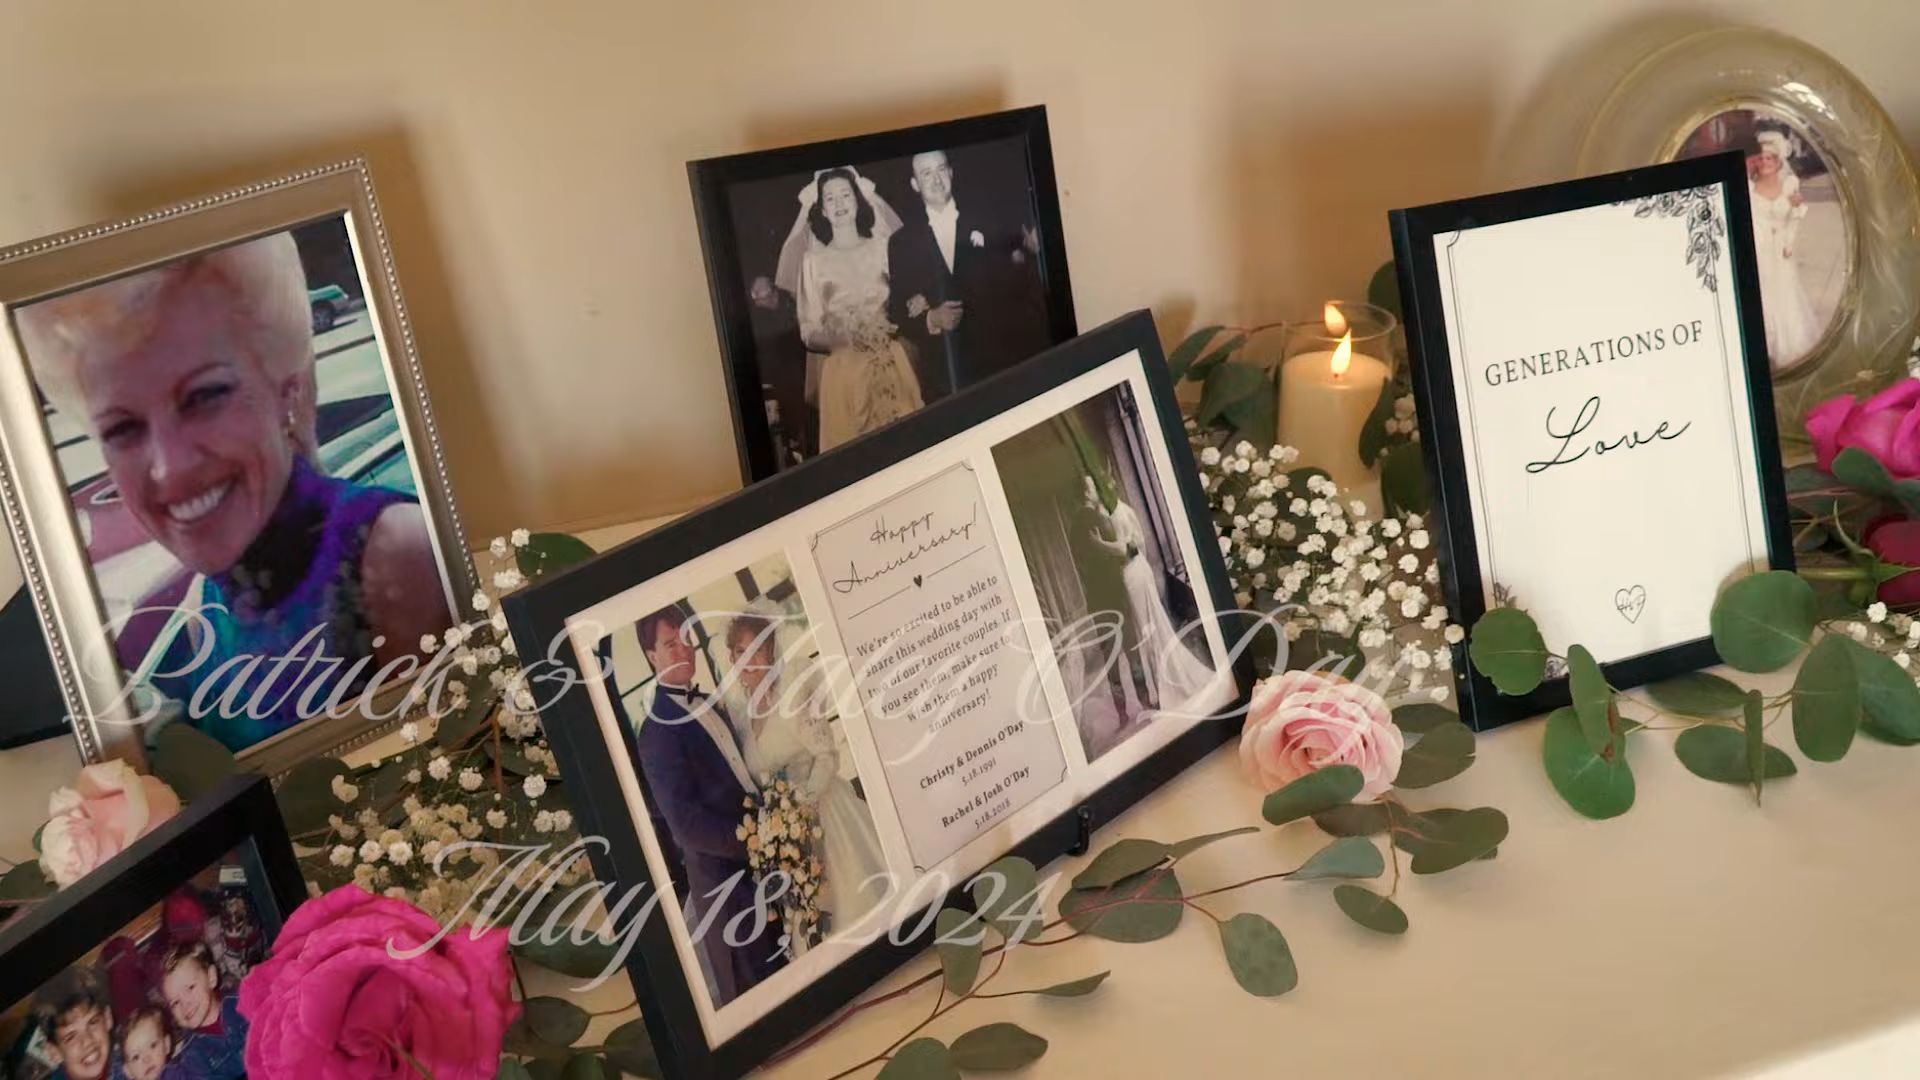 GENERATIONS OF
Love
Happy
Anniversary!
We're so excited to be able to
share this wedding day with
two of our favorite couples. If
you see them, make sure to
wish them a happy
anniversary!
Christy & Dennis O'Day
5.18.1991
Rachel & Josh O'Day
5.18.2018
Patrick & Haley O'Day
May 18, 2024